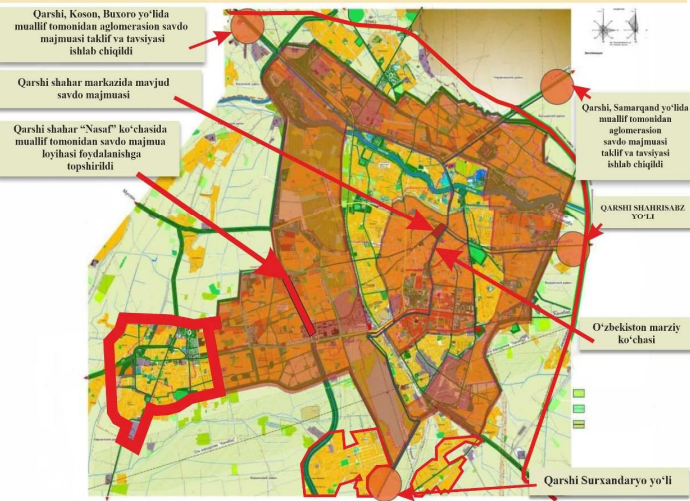 Qarshi, Koson, Buxoro yo‘lida
muallif tomonidan aglomerasion savdo
majmuasi taklif va tavsiyasi
ishlab chiqildi
Qarshi shahar markazida mavjud
savdo majmuasi
Qarshi shahar “Nasaf” ko‘chasida
muallif tomonidan savdo majmua
loyihasi foydalanishga
topshirildi
Qarshi, Samarqand yo‘lida
muallif tomonidan
aglomerasion
savdo majmuasi
taklif va tavsiyasi
ishlab chiqildi
QARSHI SHAHRISABZ
YO‘LI
O‘zbekiston marziy
ko‘chasi
Qarshi Surxandaryo yo‘li